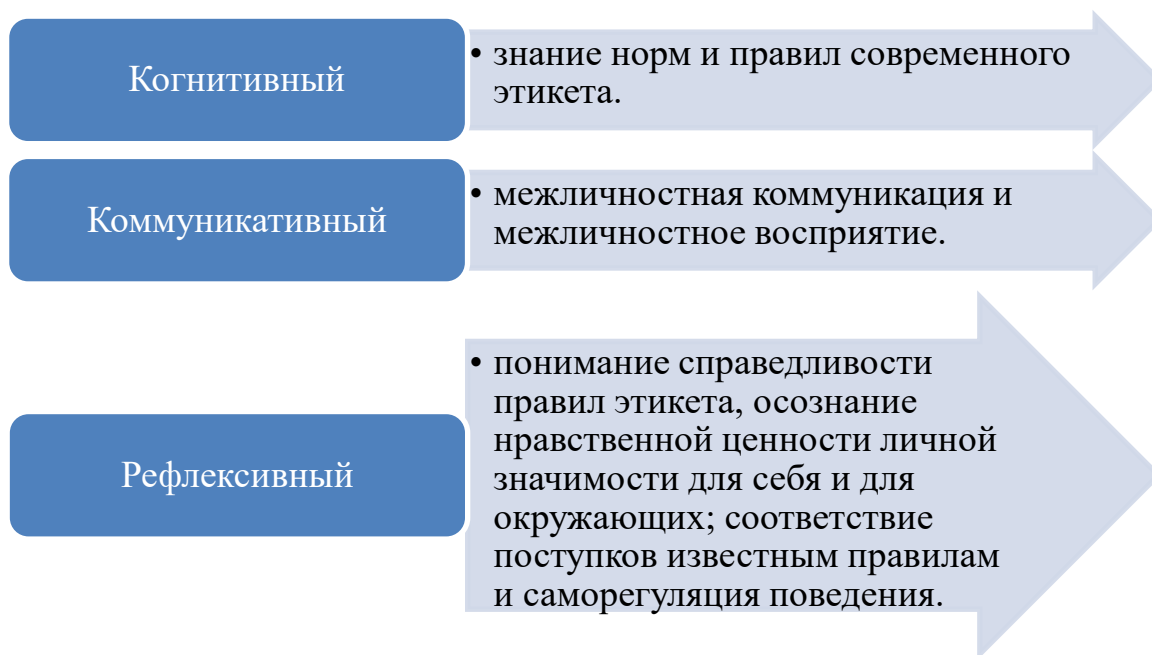 Когнитивный
• знание норм и правил современного
этикета.
Коммуникативный
• межличностная коммуникация и
межличностное восприятие.
Рефлексивный
• понимание справедливости
правил этикета, осознание
нравственной ценности личной
значимости для себя и для
окружающих; соответствие
поступков известным правилам
и саморегуляция поведения.